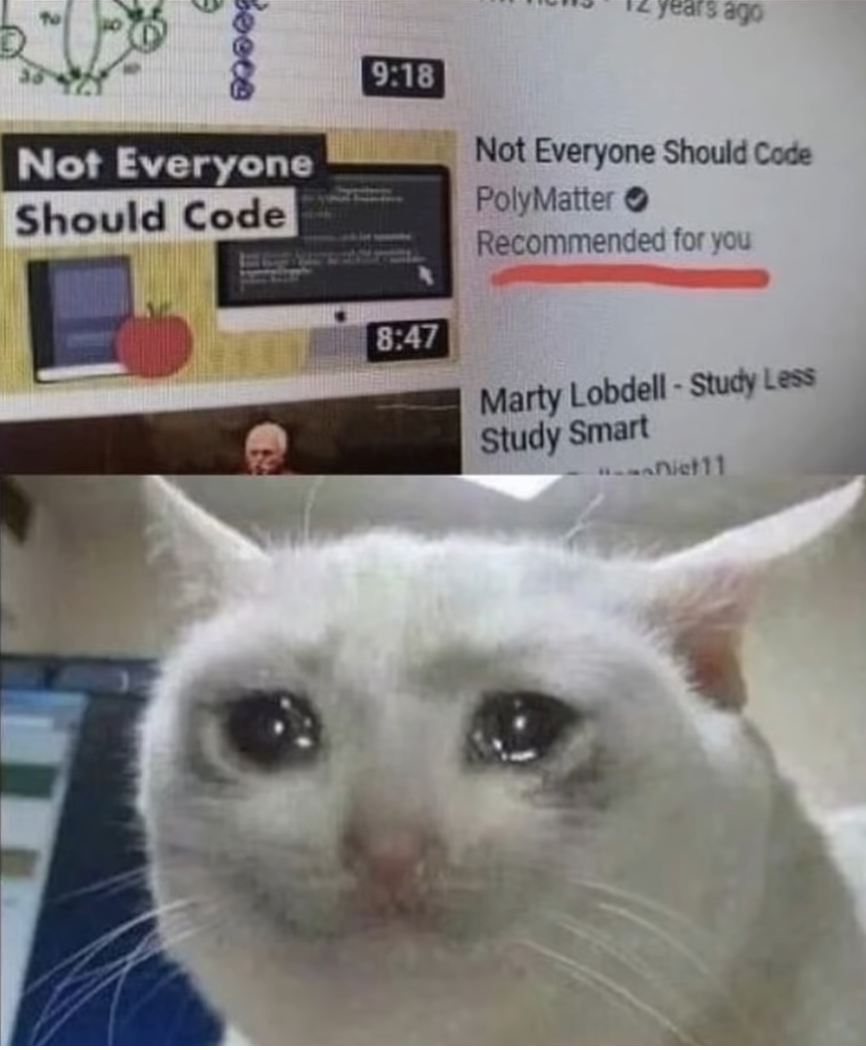 12 years ago
9:18
Not Everyone
Should Code
8:47
Not Everyone Should Code
PolyMatter
Recommended for you
Marty Lobdell - Study Less
Study Smart